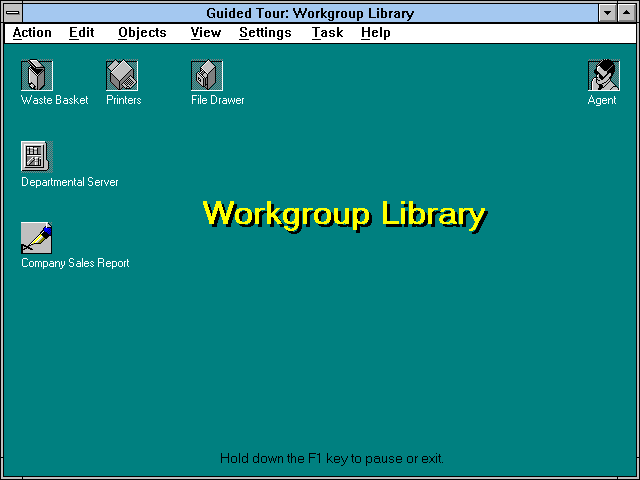 Guided Tour: Workgroup Library
Action Edit Objects View Settings Task Help
Waste Basket Printers File Drawer Agent
Departmental Server
Workgroup Library
Company Sales Report
Hold down the F1 key to pause or exit.